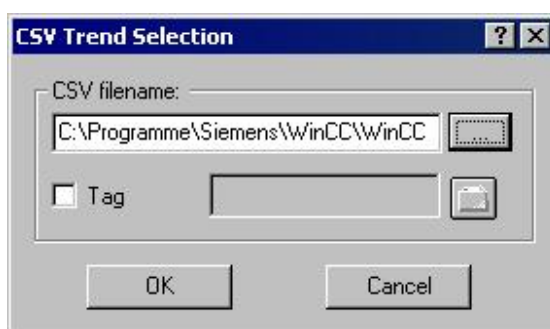 CSV Trend Selection
CSV filename:
C:\Programme\Siemens\WinCC\WinCC
...
Tag
OK
Cancel